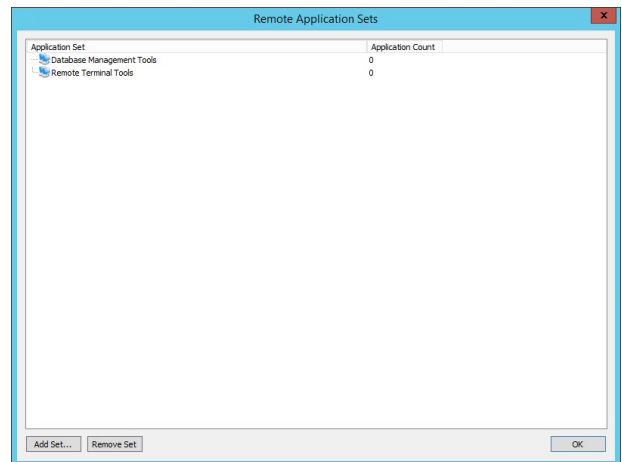 Remote Application Sets
x
Application Set Application Count
Database Management Tools 0
Remote Terminal Tools 0
Add Set... Remove Set OK